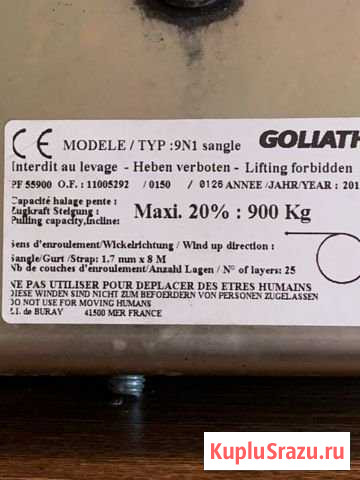 CE MODELE / TYP :9N1 sangle GOLIATH
Interdit au levage - Heben verboten - Lifting forbidden
PF 55900 O.F. : 11005292 /0150 / 0126 ANNEE /JAHR/YEAR : 201
Capacité halage pente :
Zugkraft Steigung :
Pulling capacity,incline:
Maxi. 20% : 900 Kg
Sens d'enroulement/Wickelrichtung / Wind up direction :
Sangle/Gurt /Strap: 1.7 mm x 8 M
Nb de couches d'enroulement/Anzahl Lagen / N° of layers: 25
NE PAS UTILISER POUR DEPLACER DES ETRES HUMAINS
DIESE WINDEN SIND NICHT ZUM BEFOERDERN VON PERSONEN ZUGELASSEN
DO NOT USE FOR MOVING HUMANS
Z.I. de BURAY 41500 MER FRANCE
KupluSrazu.ru